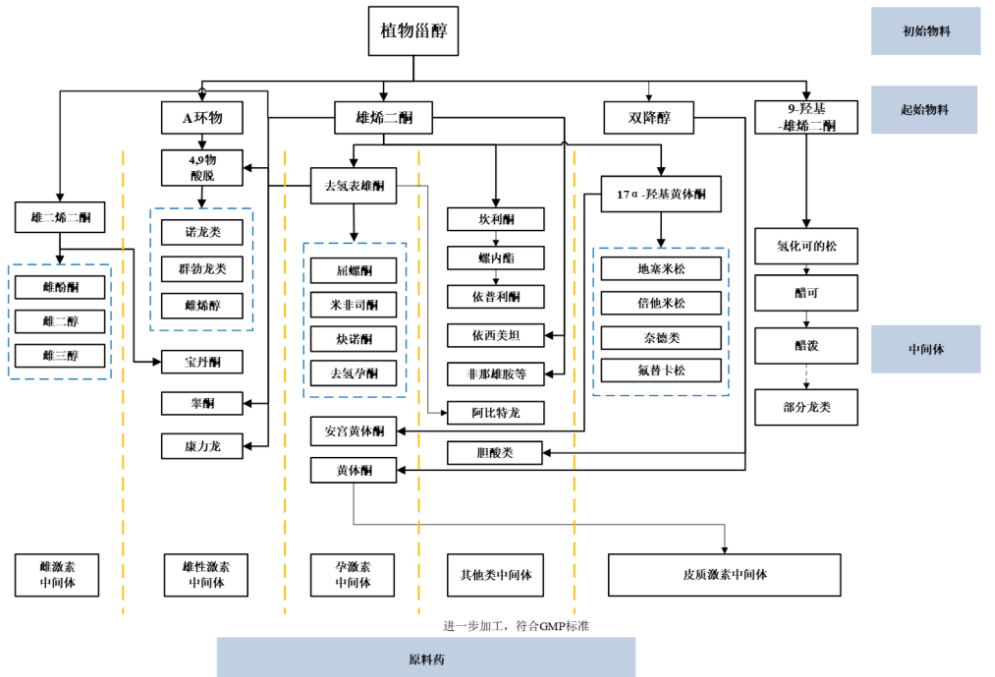 植物甾醇
初始物料
A环物
雄烯二酮
双降醇
9-羟基
-雄烯二酮
起始物料
4,9物
酸脱
去氢表雄酮
17α-羟基黄体酮
雄二烯二酮
诺龙类
群勃龙类
雌烯醇
坎利酮
螺内酯
依普利酮
依西美坦
非那雄胺等
阿比特龙
胆酸类
氢化可的松
醋可
醋泼
部分龙类
中间体
雌酚酮
雌二醇
雌三醇
屈螺酮
米非司酮
炔诺酮
去氢孕酮
地塞米松
倍他米松
奈德类
氟替卡松
宝丹酮
睾酮
康力龙
安宫黄体酮
黄体酮
雌激素
中间体
雄性激素
中间体
孕激素
中间体
其他类中间体
皮质激素中间体
进一步加工，符合GMP标准
原料药